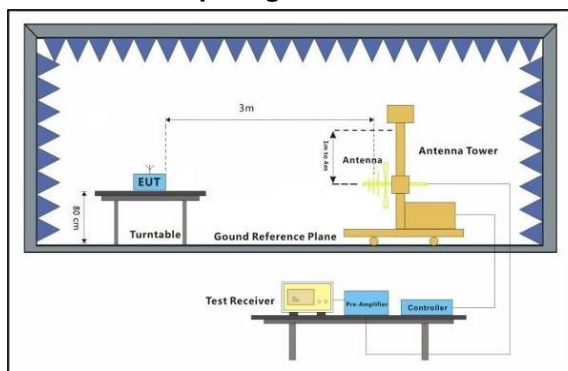 3m
1m to 4m
Antenna
Antenna Tower
EUT
80 cm
Turntable
Gound Reference Plane
Test Receiver
Pre-Amplifier
Controller